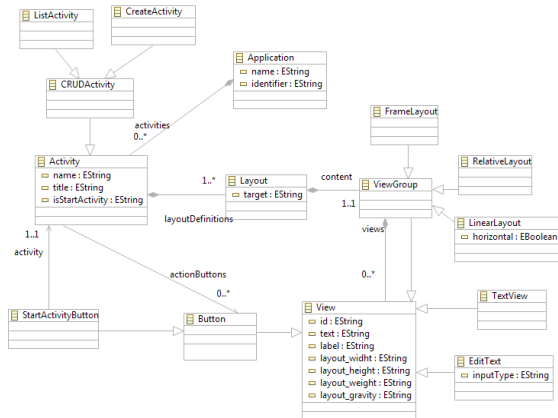 ListActivity
CreateActivity
CRUDActivity
Application
name : EString
identifier : EString
activities
0..*
FrameLayout
RelativeLayout
Activity
name : EString
title : EString
isStartActivity : EString
1..*
Layout
target : EString
layoutDefinitions
content
ViewGroup
1..1
views
LinearLayout
horizontal : EBoolean
1..1
activity
actionButtons
0..*
0..*
StartActivityButton
Button
View
id : EString
text : EString
label : EString
layout_widht : EString
layout_height : EString
layout_weight : EString
layout_gravity : EString
TextView
EditText
inputType : EString